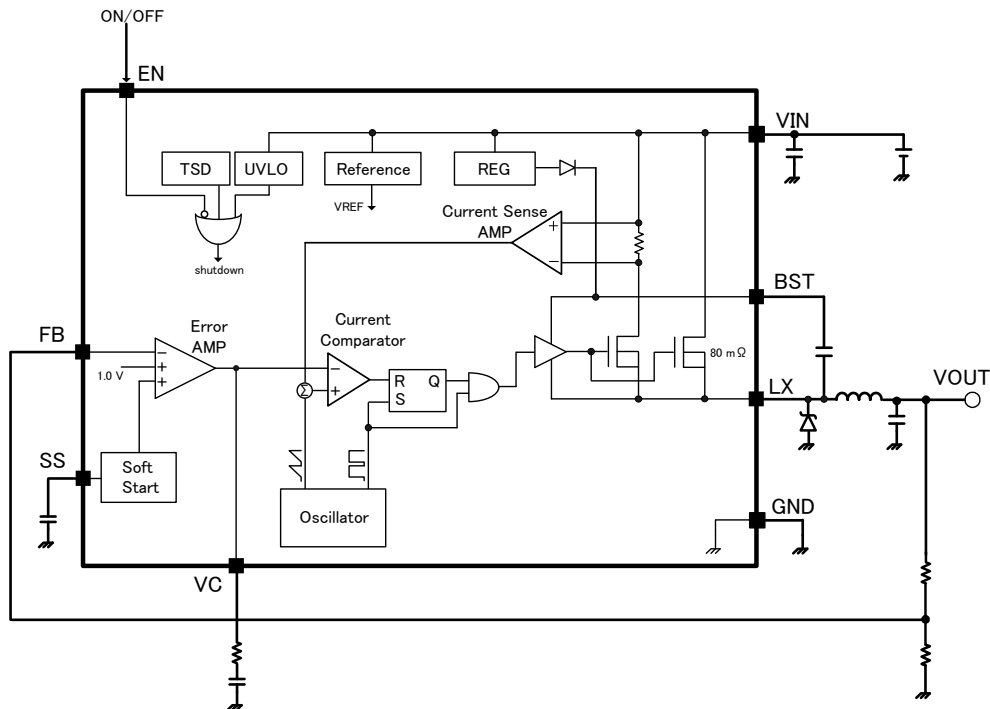 ON/OFF
EN
VIN
TSD
UVLO
Reference
REG
VREF
Current Sense
AMP
+
−
shutdown
BST
FB
Error
AMP
Current
Comparator
−
1.0 V
+
+
−
+
Σ
R
Q
S
80 mΩ
LX
VOUT
SS
Soft
Start
Oscillator
GND
VC